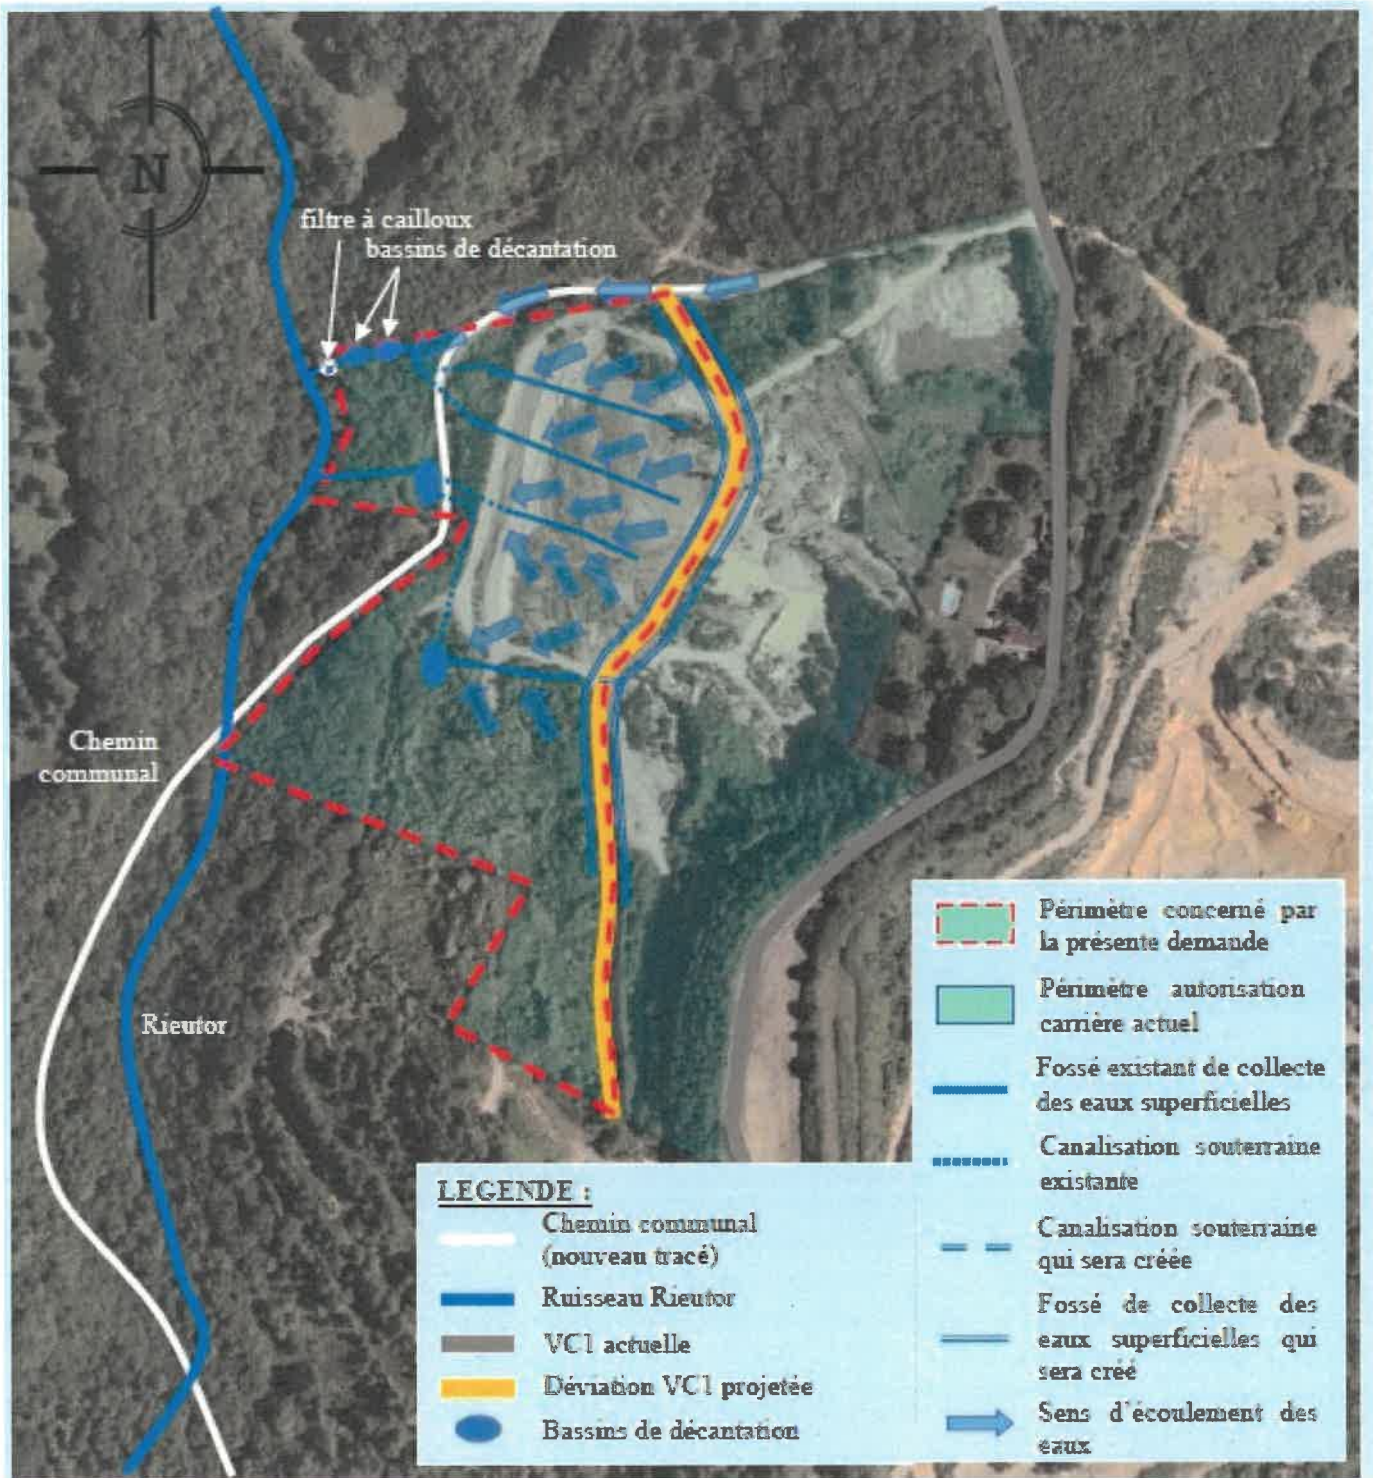 N
filtre à cailloux
bassins de décantation
Chemin
communal
Rieutor
LEGENDE :
Chemin communal
(nouveau tracé)
Ruisseau Rieutor
VC1 actuelle
Déviation VC1 projetée
Bassins de décantation
Périmètre concerné par
la présente demande
Périmètre autorisation
carrière actuel
Fossé existant de collecte
des eaux superficielles
Canalisation souterraine
existante
Canalisation souterraine
qui sera créée
Fossé de collecte des
eaux superficielles qui
sera créé
Sens d'écoulement des
eaux